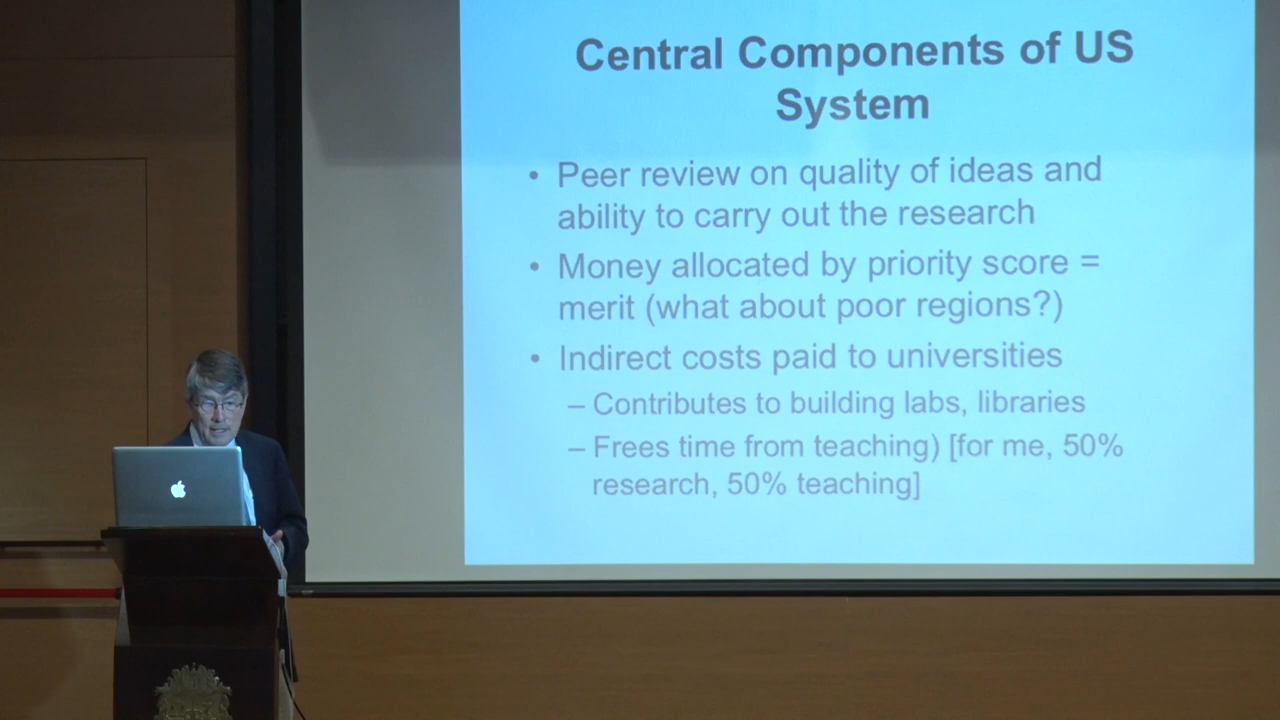 Central Components of US
System
• Peer review on quality of ideas and
ability to carry out the research
• Money allocated by priority score =
merit (what about poor regions?)
• Indirect costs paid to universities
– Contributes to building labs, libraries
– Frees time from teaching) [for me, 50%
research, 50% teaching]